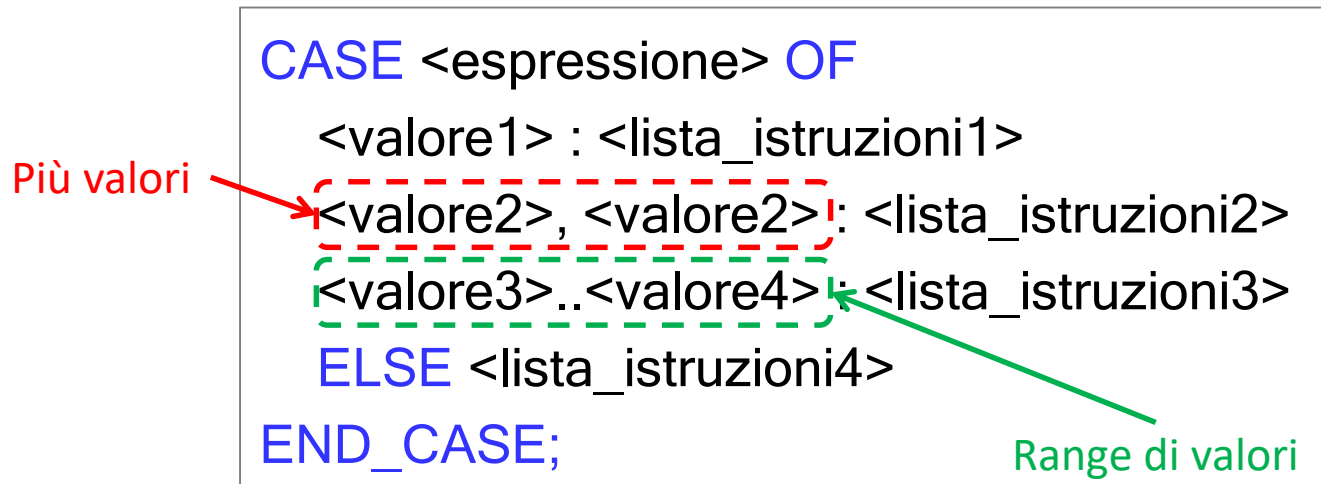 CASE <espressione> OF
<valore1> : <lista_istruzioni1>
Più valori
<valore2>, <valore2> : <lista_istruzioni2>
<valore3>..<valore4> : <lista_istruzioni3>
ELSE <lista_istruzioni4>
END_CASE;
Range di valori